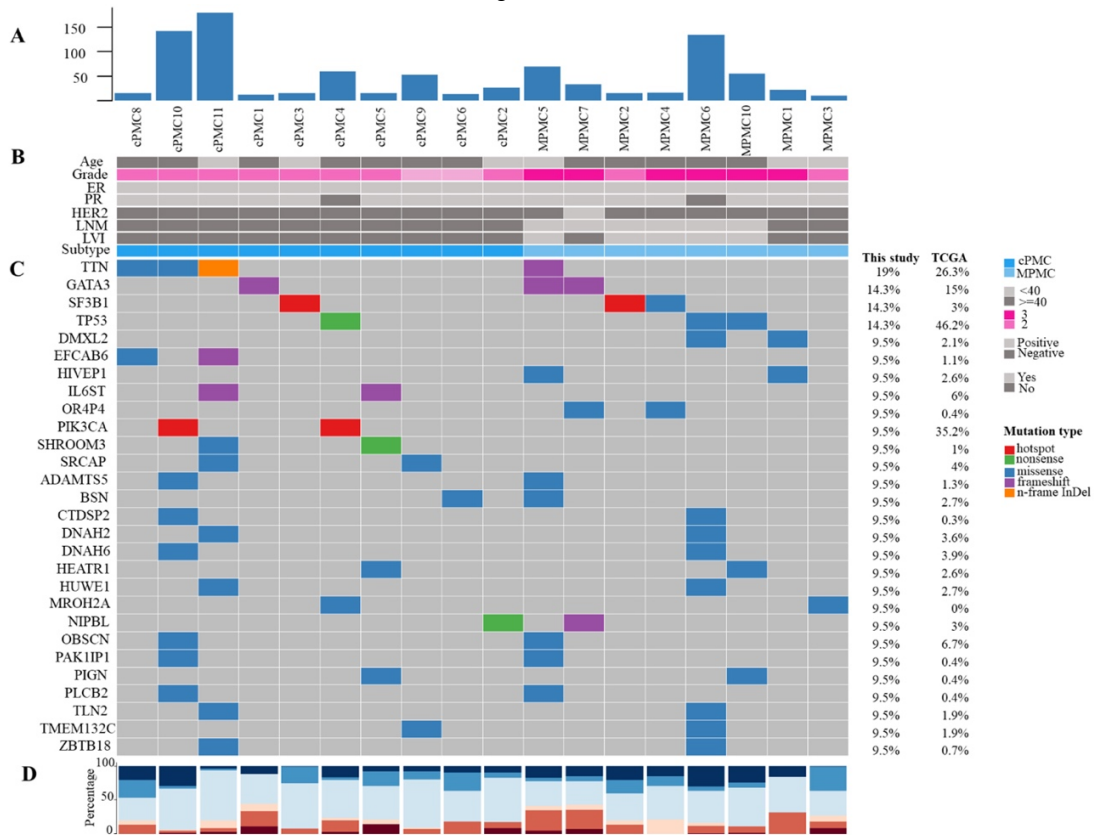 A
150
100
50
cPMC8
cPMC10
cPMC11
cPMC1
cPMC3
cPMC4
cPMC5
cPMC9
cPMC6
cPMC2
MPMC5
MPMC7
MPMC2
MPMC4
MPMC6
MPMC10
MPMC1
MPMC3
B
Age
Grade
ER
PR
HER2
LNM
LVI
Subtype
C
This study TCGA
TTN 19% 26.3%
GATA3 14.3% 15%
SF3B1 14.3% 3%
TP53 14.3% 46.2%
DMXL2 9.5% 2.1%
EFCAB6 9.5% 1.1%
HIVEP1 9.5% 2.6%
IL6ST 9.5% 6%
OR4P4 9.5% 0.4%
PIK3CA 9.5% 35.2%
SHROOM3 9.5% 1%
SRCAP 9.5% 4%
ADAMTS5 9.5% 1.3%
BSN 9.5% 2.7%
CTDSP2 9.5% 0.3%
DNAH2 9.5% 3.6%
DNAH6 9.5% 3.9%
HEATR1 9.5% 2.6%
HUWE1 9.5% 2.7%
MROH2A 9.5% 0%
NIPBL 9.5% 3%
OBSCN 9.5% 6.7%
PAK1IP1 9.5% 0.4%
PIGN 9.5% 0.4%
PLCB2 9.5% 0.4%
TLN2 9.5% 1.9%
TMEM132C 9.5% 1.9%
ZBTB18 9.5% 0.7%
cPMC
MPMC
<40
>=40
3
2
Positive
Negative
Yes
No
Mutation type
hotspot
nonsense
missense
frameshift
n-frame InDel
D
Percentage
100
50
0